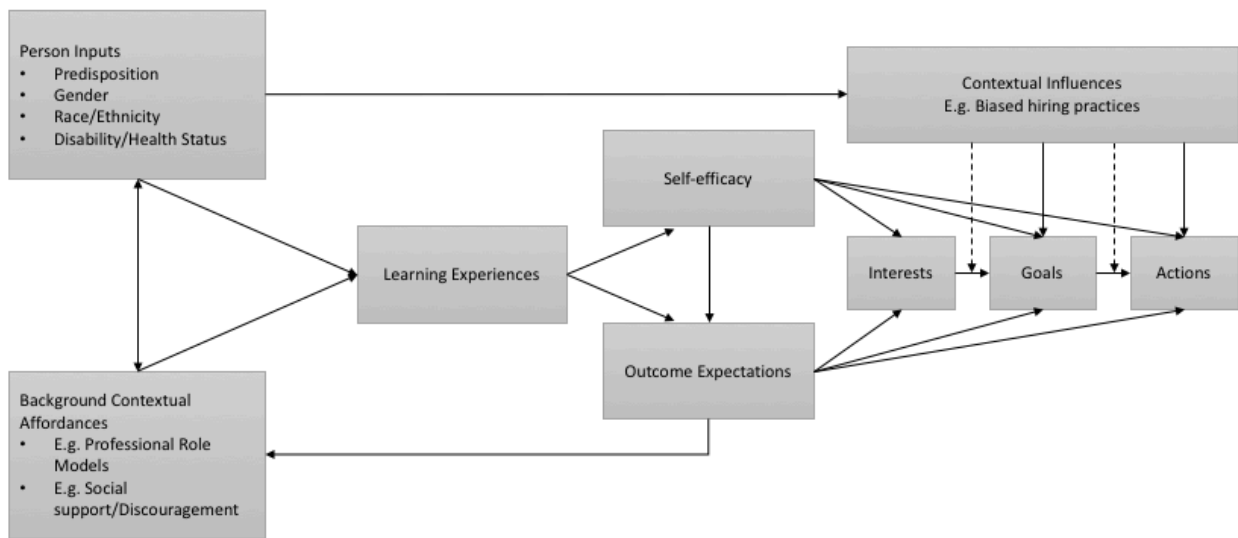 Person Inputs
• Predisposition
• Gender
• Race/Ethnicity
• Disability/Health Status
Contextual Influences
E.g. Biased hiring practices
Self-efficacy
Learning Experiences
Interests
Goals
Actions
Outcome Expectations
Background Contextual
Affordances
• E.g. Professional Role
Models
• E.g. Social
support/Discouragement